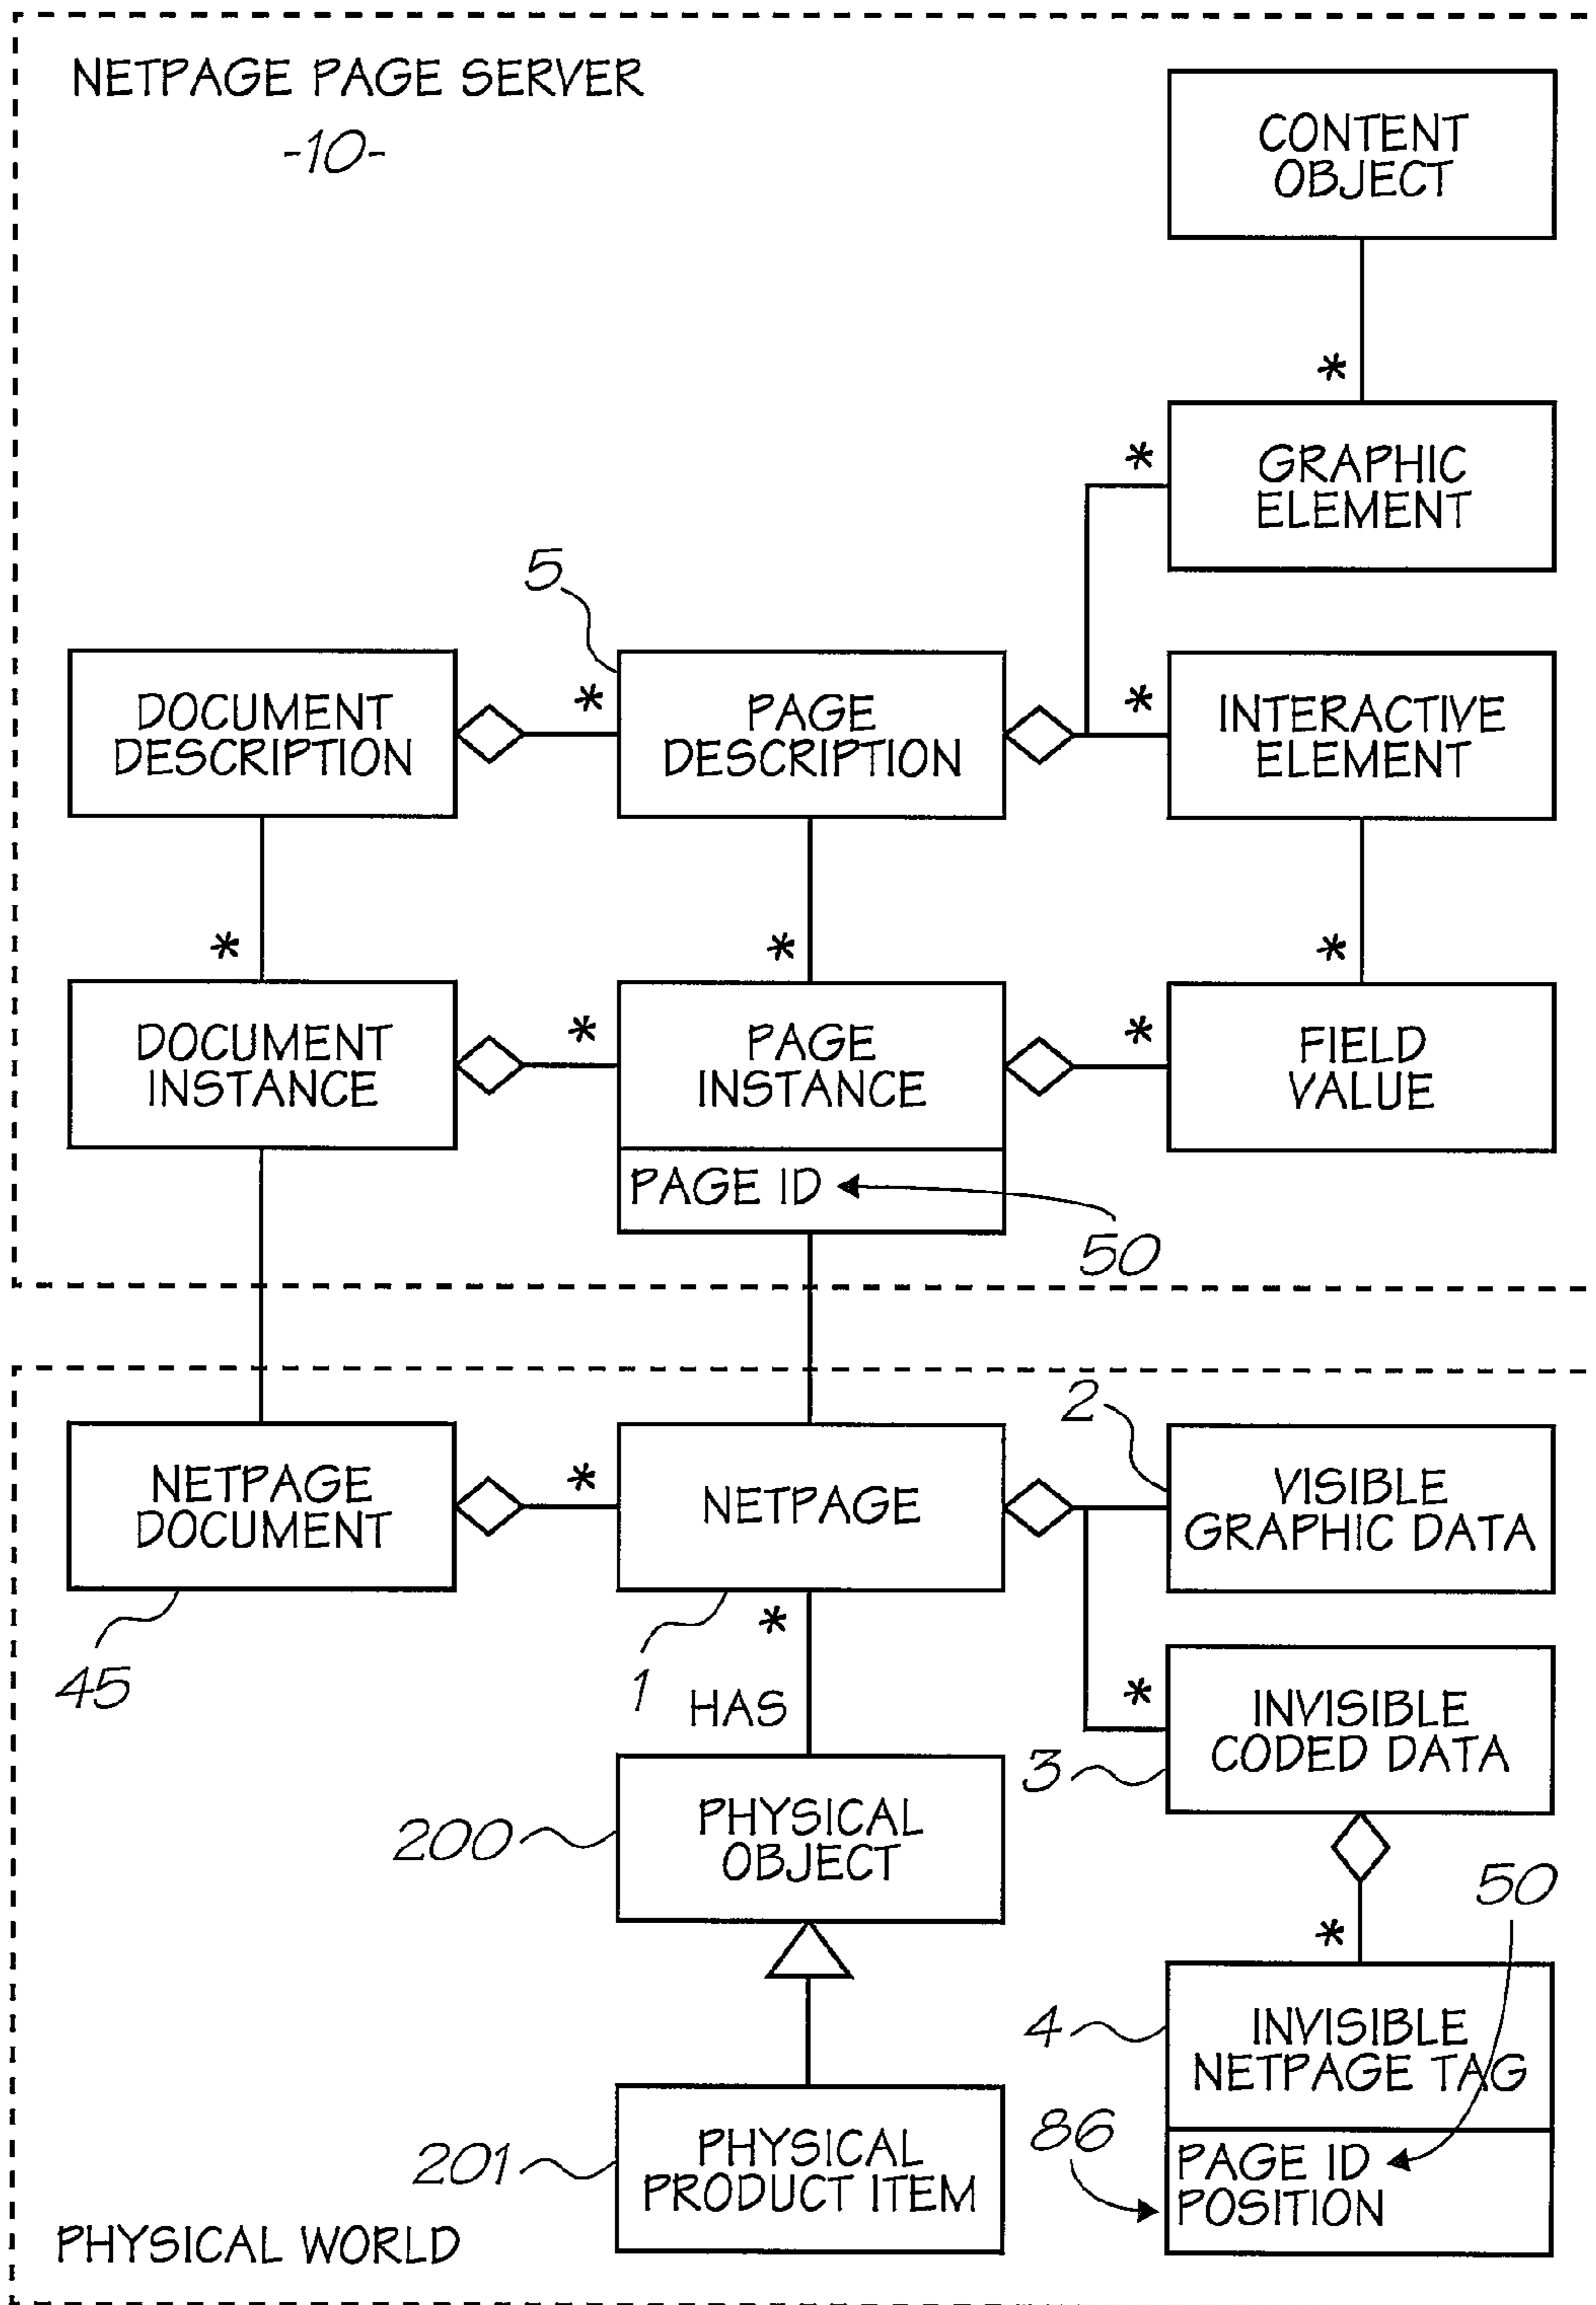 NETPAGE PAGE SERVER
-10-
CONTENT
OBJECT
*
*
GRAPHIC
ELEMENT
5
DOCUMENT
DESCRIPTION
*
PAGE
DESCRIPTION
*
INTERACTIVE
ELEMENT
*
*
*
DOCUMENT
INSTANCE
*
PAGE
INSTANCE
*
FIELD
VALUE
PAGE ID
50
NETPAGE
DOCUMENT
*
NETPAGE
2
VISIBLE
GRAPHIC DATA
45
1
*
HAS
*
3
INVISIBLE
CODED DATA
200
PHYSICAL
OBJECT
50
*
4
INVISIBLE
NETPAGE TAG
201
PHYSICAL
PRODUCT ITEM
86
PAGE ID
POSITION
PHYSICAL WORLD